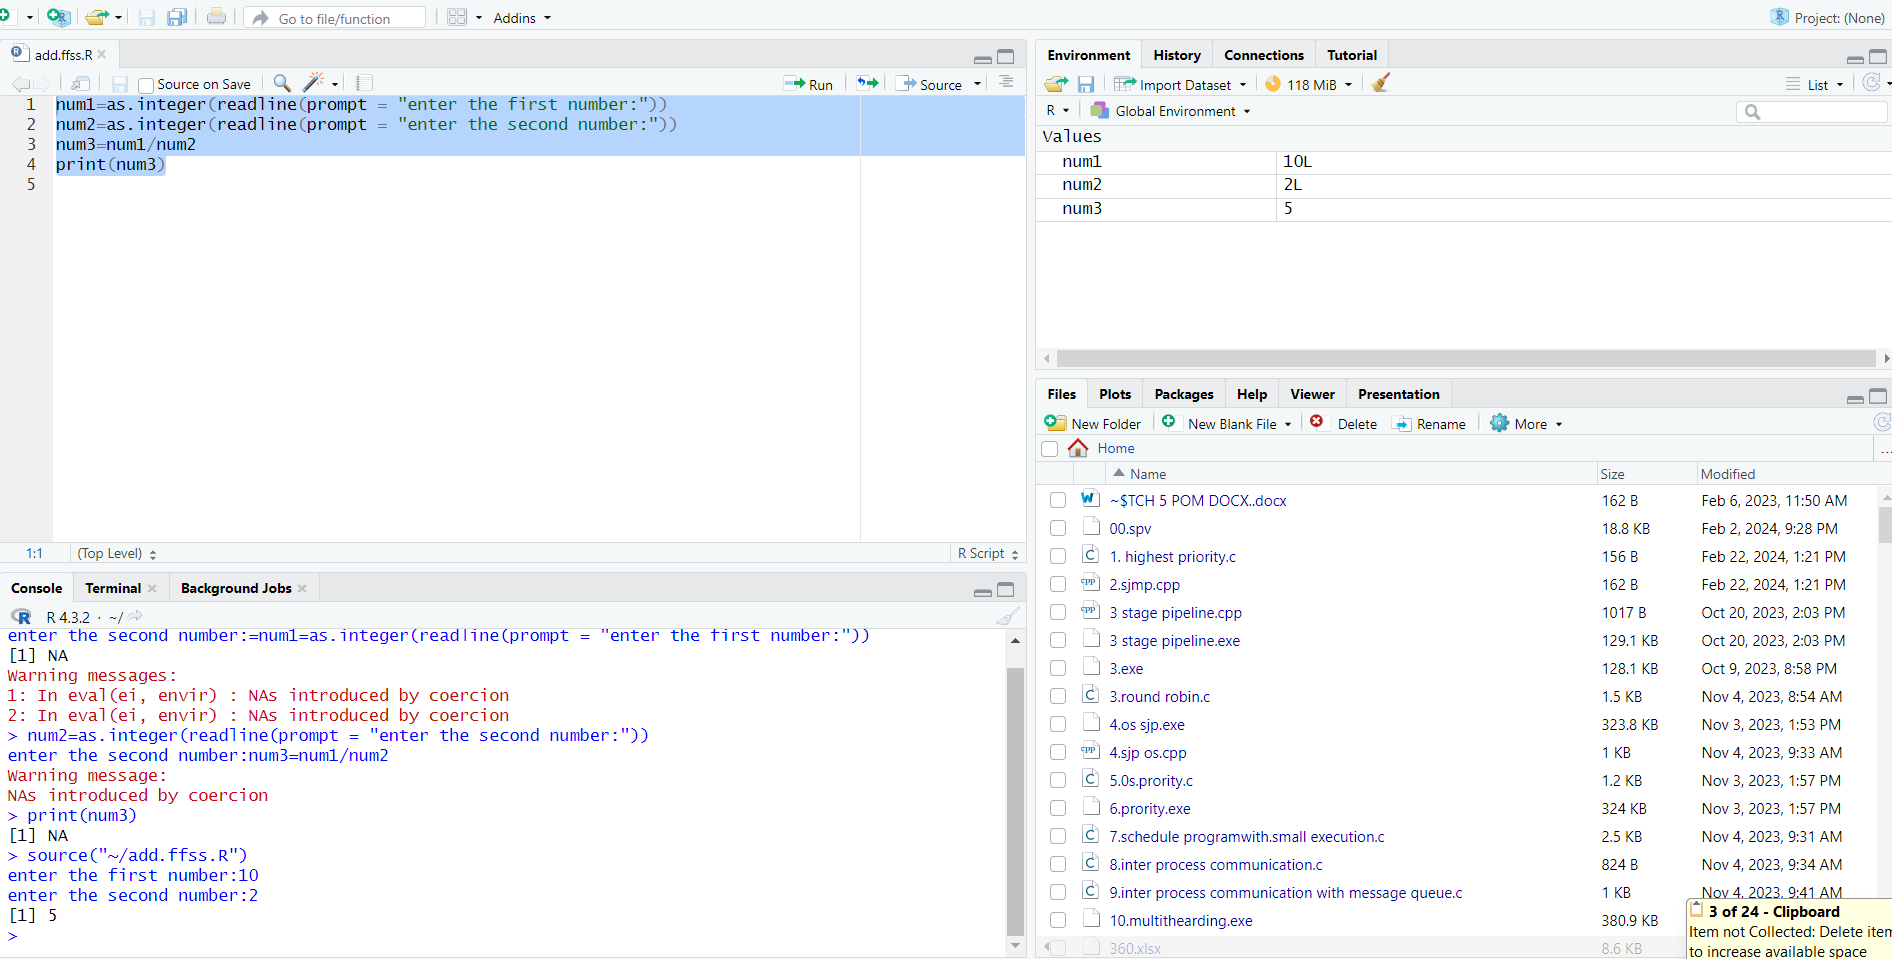 Go to file/function
Addins
Project: (None)
add.ffss.R
Source on Save
Run
Source
1 num1=as.integer(readline(prompt = "enter the first number:"))
2 num2=as.integer(readline(prompt = "enter the second number:"))
3 num3=num1/num2
4 print(num3)
5
1:1 (Top Level) R Script
Console Terminal Background Jobs
R 4.3.2 · ~/
enter the second number:=num1=as.integer(readline(prompt = "enter the first number:"))
[1] NA
Warning messages:
1: In eval(ei, envir) : NAs introduced by coercion
2: In eval(ei, envir) : NAs introduced by coercion
> num2=as.integer(readline(prompt = "enter the second number:"))
enter the second number:num3=num1/num2
Warning message:
NAs introduced by coercion
> print(num3)
[1] NA
> source("~/add.ffss.R")
enter the first number:10
enter the second number:2
[1] 5
>
Environment History Connections Tutorial
Import Dataset 118 MiB List
R Global Environment
Values
num1 10L
num2 2L
num3 5
Files Plots Packages Help Viewer Presentation
New Folder New Blank File Delete Rename More
Home ...
Name Size Modified
~$TCH 5 POM DOCX..docx 162 B Feb 6, 2023, 11:50 AM
00.spv 18.8 KB Feb 2, 2024, 9:28 PM
1. highest priority.c 156 B Feb 22, 2024, 1:21 PM
2.sjmp.cpp 162 B Feb 22, 2024, 1:21 PM
3 stage pipeline.cpp 1017 B Oct 20, 2023, 2:03 PM
3 stage pipeline.exe 129.1 KB Oct 20, 2023, 2:03 PM
3.exe 128.1 KB Oct 9, 2023, 8:58 PM
3.round robin.c 1.5 KB Nov 4, 2023, 8:54 AM
4.os sjp.exe 323.8 KB Nov 3, 2023, 1:53 PM
4.sjp os.cpp 1 KB Nov 4, 2023, 9:33 AM
5.0s.prority.c 1.2 KB Nov 3, 2023, 1:57 PM
6.prority.exe 324 KB Nov 3, 2023, 1:57 PM
7.schedule programwith.small execution.c 2.5 KB Nov 4, 2023, 9:31 AM
8.inter process communication.c 824 B Nov 4, 2023, 9:34 AM
9.inter process communication with message queue.c 1 KB Nov 4, 2023, 9:41 AM
10.multithearding.exe 380.9 KB
360.xlsx 8.6 KB
3 of 24 - Clipboard
Item not Collected: Delete item
to increase available space